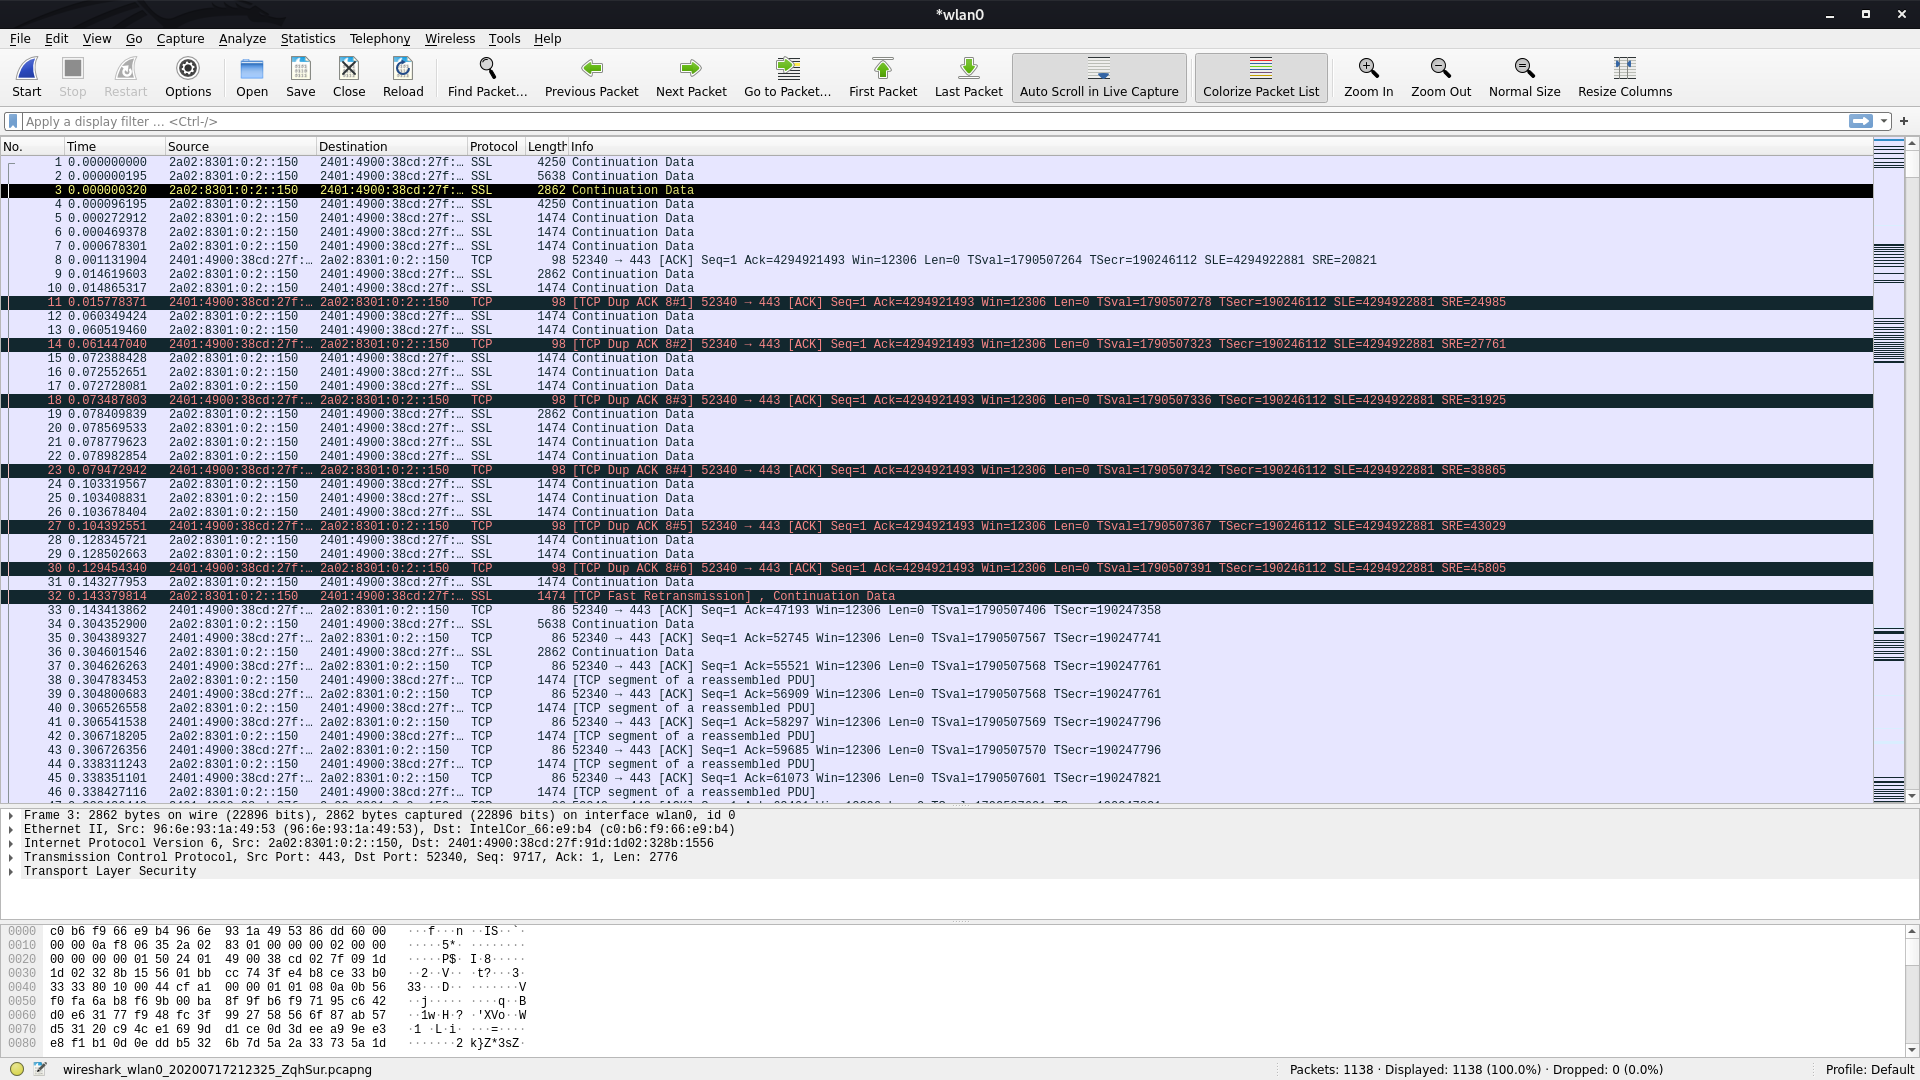 *wlan0
File Edit View Go Capture Analyze Statistics Telephony Wireless Tools Help
Start Stop Restart Options Open Save Close Reload Find Packet... Previous Packet Next Packet Go to Packet... First Packet Last Packet Auto Scroll in Live Capture Colorize Packet List Zoom In Zoom Out Normal Size Resize Columns
Apply a display filter ... <Ctrl-/>
No. Time Source Destination Protocol Length Info
1 0.000000000 2a02:8301:0:2::150 2401:4900:38cd:27f:… SSL 4250 Continuation Data
2 0.000000195 2a02:8301:0:2::150 2401:4900:38cd:27f:… SSL 5638 Continuation Data
3 0.000000320 2a02:8301:0:2::150 2401:4900:38cd:27f:… SSL 2862 Continuation Data
4 0.000096195 2a02:8301:0:2::150 2401:4900:38cd:27f:… SSL 4250 Continuation Data
5 0.000272912 2a02:8301:0:2::150 2401:4900:38cd:27f:… SSL 1474 Continuation Data
6 0.000469378 2a02:8301:0:2::150 2401:4900:38cd:27f:… SSL 1474 Continuation Data
7 0.000678301 2a02:8301:0:2::150 2401:4900:38cd:27f:… SSL 1474 Continuation Data
8 0.001131904 2401:4900:38cd:27f:… 2a02:8301:0:2::150 TCP 98 52340 → 443 [ACK] Seq=1 Ack=4294921493 Win=12306 Len=0 TSval=1790507264 TSecr=190246112 SLE=4294922881 SRE=20821
9 0.014619603 2a02:8301:0:2::150 2401:4900:38cd:27f:… SSL 2862 Continuation Data
10 0.014865317 2a02:8301:0:2::150 2401:4900:38cd:27f:… SSL 1474 Continuation Data
11 0.015778371 2401:4900:38cd:27f:… 2a02:8301:0:2::150 TCP 98 [TCP Dup ACK 8#1] 52340 → 443 [ACK] Seq=1 Ack=4294921493 Win=12306 Len=0 TSval=1790507278 TSecr=190246112 SLE=4294922881 SRE=24985
12 0.060349424 2a02:8301:0:2::150 2401:4900:38cd:27f:… SSL 1474 Continuation Data
13 0.060519460 2a02:8301:0:2::150 2401:4900:38cd:27f:… SSL 1474 Continuation Data
14 0.061447040 2401:4900:38cd:27f:… 2a02:8301:0:2::150 TCP 98 [TCP Dup ACK 8#2] 52340 → 443 [ACK] Seq=1 Ack=4294921493 Win=12306 Len=0 TSval=1790507323 TSecr=190246112 SLE=4294922881 SRE=27761
15 0.072388428 2a02:8301:0:2::150 2401:4900:38cd:27f:… SSL 1474 Continuation Data
16 0.072552651 2a02:8301:0:2::150 2401:4900:38cd:27f:… SSL 1474 Continuation Data
17 0.072728081 2a02:8301:0:2::150 2401:4900:38cd:27f:… SSL 1474 Continuation Data
18 0.073487803 2401:4900:38cd:27f:… 2a02:8301:0:2::150 TCP 98 [TCP Dup ACK 8#3] 52340 → 443 [ACK] Seq=1 Ack=4294921493 Win=12306 Len=0 TSval=1790507336 TSecr=190246112 SLE=4294922881 SRE=31925
19 0.078409839 2a02:8301:0:2::150 2401:4900:38cd:27f:… SSL 2862 Continuation Data
20 0.078569533 2a02:8301:0:2::150 2401:4900:38cd:27f:… SSL 1474 Continuation Data
21 0.078779623 2a02:8301:0:2::150 2401:4900:38cd:27f:… SSL 1474 Continuation Data
22 0.078982854 2a02:8301:0:2::150 2401:4900:38cd:27f:… SSL 1474 Continuation Data
23 0.079472942 2401:4900:38cd:27f:… 2a02:8301:0:2::150 TCP 98 [TCP Dup ACK 8#4] 52340 → 443 [ACK] Seq=1 Ack=4294921493 Win=12306 Len=0 TSval=1790507342 TSecr=190246112 SLE=4294922881 SRE=38865
24 0.103319567 2a02:8301:0:2::150 2401:4900:38cd:27f:… SSL 1474 Continuation Data
25 0.103408831 2a02:8301:0:2::150 2401:4900:38cd:27f:… SSL 1474 Continuation Data
26 0.103678404 2a02:8301:0:2::150 2401:4900:38cd:27f:… SSL 1474 Continuation Data
27 0.104392551 2401:4900:38cd:27f:… 2a02:8301:0:2::150 TCP 98 [TCP Dup ACK 8#5] 52340 → 443 [ACK] Seq=1 Ack=4294921493 Win=12306 Len=0 TSval=1790507367 TSecr=190246112 SLE=4294922881 SRE=43029
28 0.128345721 2a02:8301:0:2::150 2401:4900:38cd:27f:… SSL 1474 Continuation Data
29 0.128502663 2a02:8301:0:2::150 2401:4900:38cd:27f:… SSL 1474 Continuation Data
30 0.129454340 2401:4900:38cd:27f:… 2a02:8301:0:2::150 TCP 98 [TCP Dup ACK 8#6] 52340 → 443 [ACK] Seq=1 Ack=4294921493 Win=12306 Len=0 TSval=1790507391 TSecr=190246112 SLE=4294922881 SRE=45805
31 0.143277953 2a02:8301:0:2::150 2401:4900:38cd:27f:… SSL 1474 Continuation Data
32 0.143379814 2a02:8301:0:2::150 2401:4900:38cd:27f:… SSL 1474 [TCP Fast Retransmission] , Continuation Data
33 0.143413862 2401:4900:38cd:27f:… 2a02:8301:0:2::150 TCP 86 52340 → 443 [ACK] Seq=1 Ack=47193 Win=12306 Len=0 TSval=1790507406 TSecr=190247358
34 0.304352900 2a02:8301:0:2::150 2401:4900:38cd:27f:… SSL 5638 Continuation Data
35 0.304389327 2401:4900:38cd:27f:… 2a02:8301:0:2::150 TCP 86 52340 → 443 [ACK] Seq=1 Ack=52745 Win=12306 Len=0 TSval=1790507567 TSecr=190247741
36 0.304601546 2a02:8301:0:2::150 2401:4900:38cd:27f:… SSL 2862 Continuation Data
37 0.304626263 2401:4900:38cd:27f:… 2a02:8301:0:2::150 TCP 86 52340 → 443 [ACK] Seq=1 Ack=55521 Win=12306 Len=0 TSval=1790507568 TSecr=190247761
38 0.304783453 2a02:8301:0:2::150 2401:4900:38cd:27f:… TCP 1474 [TCP segment of a reassembled PDU]
39 0.304800683 2401:4900:38cd:27f:… 2a02:8301:0:2::150 TCP 86 52340 → 443 [ACK] Seq=1 Ack=56909 Win=12306 Len=0 TSval=1790507568 TSecr=190247761
40 0.306526558 2a02:8301:0:2::150 2401:4900:38cd:27f:… TCP 1474 [TCP segment of a reassembled PDU]
41 0.306541538 2401:4900:38cd:27f:… 2a02:8301:0:2::150 TCP 86 52340 → 443 [ACK] Seq=1 Ack=58297 Win=12306 Len=0 TSval=1790507569 TSecr=190247796
42 0.306718205 2a02:8301:0:2::150 2401:4900:38cd:27f:… TCP 1474 [TCP segment of a reassembled PDU]
43 0.306726356 2401:4900:38cd:27f:… 2a02:8301:0:2::150 TCP 86 52340 → 443 [ACK] Seq=1 Ack=59685 Win=12306 Len=0 TSval=1790507570 TSecr=190247796
44 0.338311243 2a02:8301:0:2::150 2401:4900:38cd:27f:… TCP 1474 [TCP segment of a reassembled PDU]
45 0.338351101 2401:4900:38cd:27f:… 2a02:8301:0:2::150 TCP 86 52340 → 443 [ACK] Seq=1 Ack=61073 Win=12306 Len=0 TSval=1790507601 TSecr=190247821
46 0.338427116 2a02:8301:0:2::150 2401:4900:38cd:27f:… TCP 1474 [TCP segment of a reassembled PDU]
Frame 3: 2862 bytes on wire (22896 bits), 2862 bytes captured (22896 bits) on interface wlan0, id 0
Ethernet II, Src: 96:6e:93:1a:49:53 (96:6e:93:1a:49:53), Dst: IntelCor_66:e9:b4 (c0:b6:f9:66:e9:b4)
Internet Protocol Version 6, Src: 2a02:8301:0:2::150, Dst: 2401:4900:38cd:27f:91d:1d02:328b:1556
Transmission Control Protocol, Src Port: 443, Dst Port: 52340, Seq: 9717, Ack: 1, Len: 2776
Transport Layer Security
0000 c0 b6 f9 66 e9 b4 96 6e 93 1a 49 53 86 dd 60 00 ···f···n ··IS··`·
0010 00 00 0a f8 06 35 2a 02 83 01 00 00 00 02 00 00 ·····5*· ········
0020 00 00 00 00 01 50 24 01 49 00 38 cd 02 7f 09 1d ·····P$· I·8·····
0030 1d 02 32 8b 15 56 01 bb cc 74 3f e4 b8 ce 33 b0 ··2··V·· ·t?···3·
0040 33 33 80 10 00 44 cf a1 00 00 01 01 08 0a 0b 56 33···D·· ·······V
0050 f0 fa 6a b8 f6 9b 00 ba 8f 9f b6 f9 71 95 c6 42 ··j····· ····q··B
0060 d0 e6 31 77 f9 48 fc 3f 99 27 58 56 6f 87 ab 57 ··1w·H·? ·'XVo··W
0070 d5 31 20 c9 4c e1 69 9d d1 ce 0d 3d ee a9 9e e3 ·1 ·L·i· ···=····
0080 e8 f1 b1 0d 0e dd b5 32 6b 7d 5a 2a 33 73 5a 1d ·······2 k}Z*3sZ·
wireshark_wlan0_20200717212325_ZqhSur.pcapng Packets: 1138 · Displayed: 1138 (100.0%) · Dropped: 0 (0.0%) Profile: Default